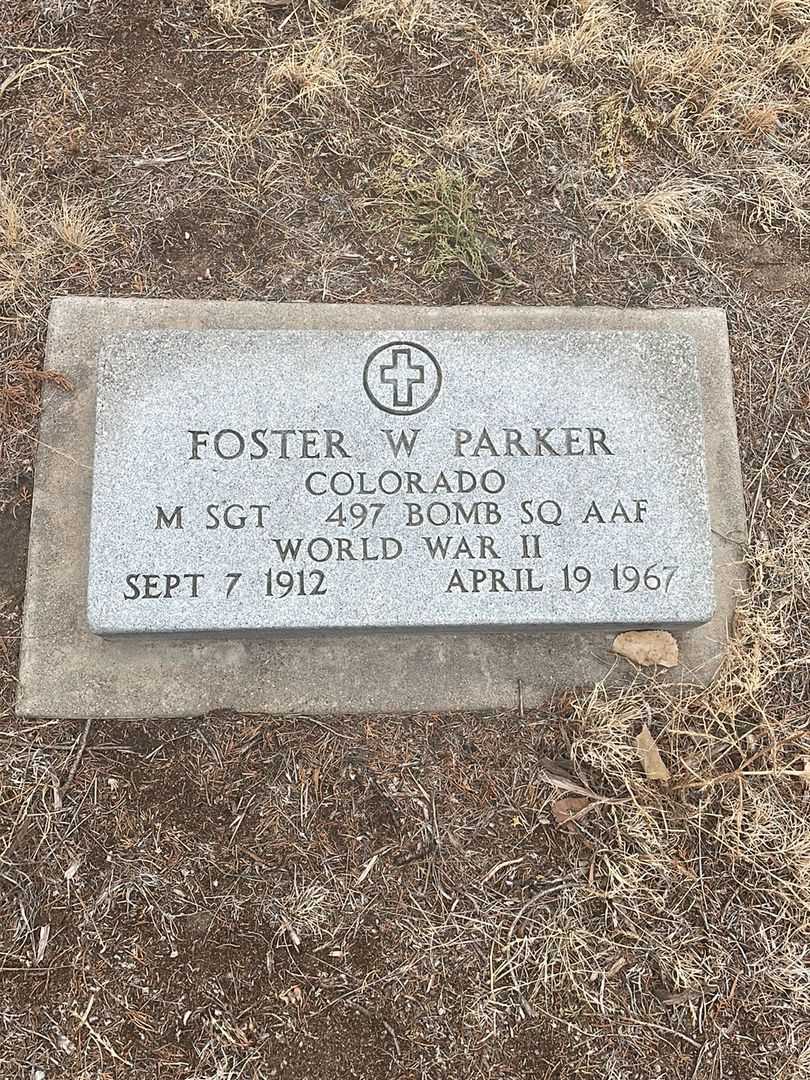 FOSTER W PARKER
COLORADO
M SGT 497 BOMB SQ AAF
WORLD WAR II
SEPT 7 1912 APRIL 19 1967